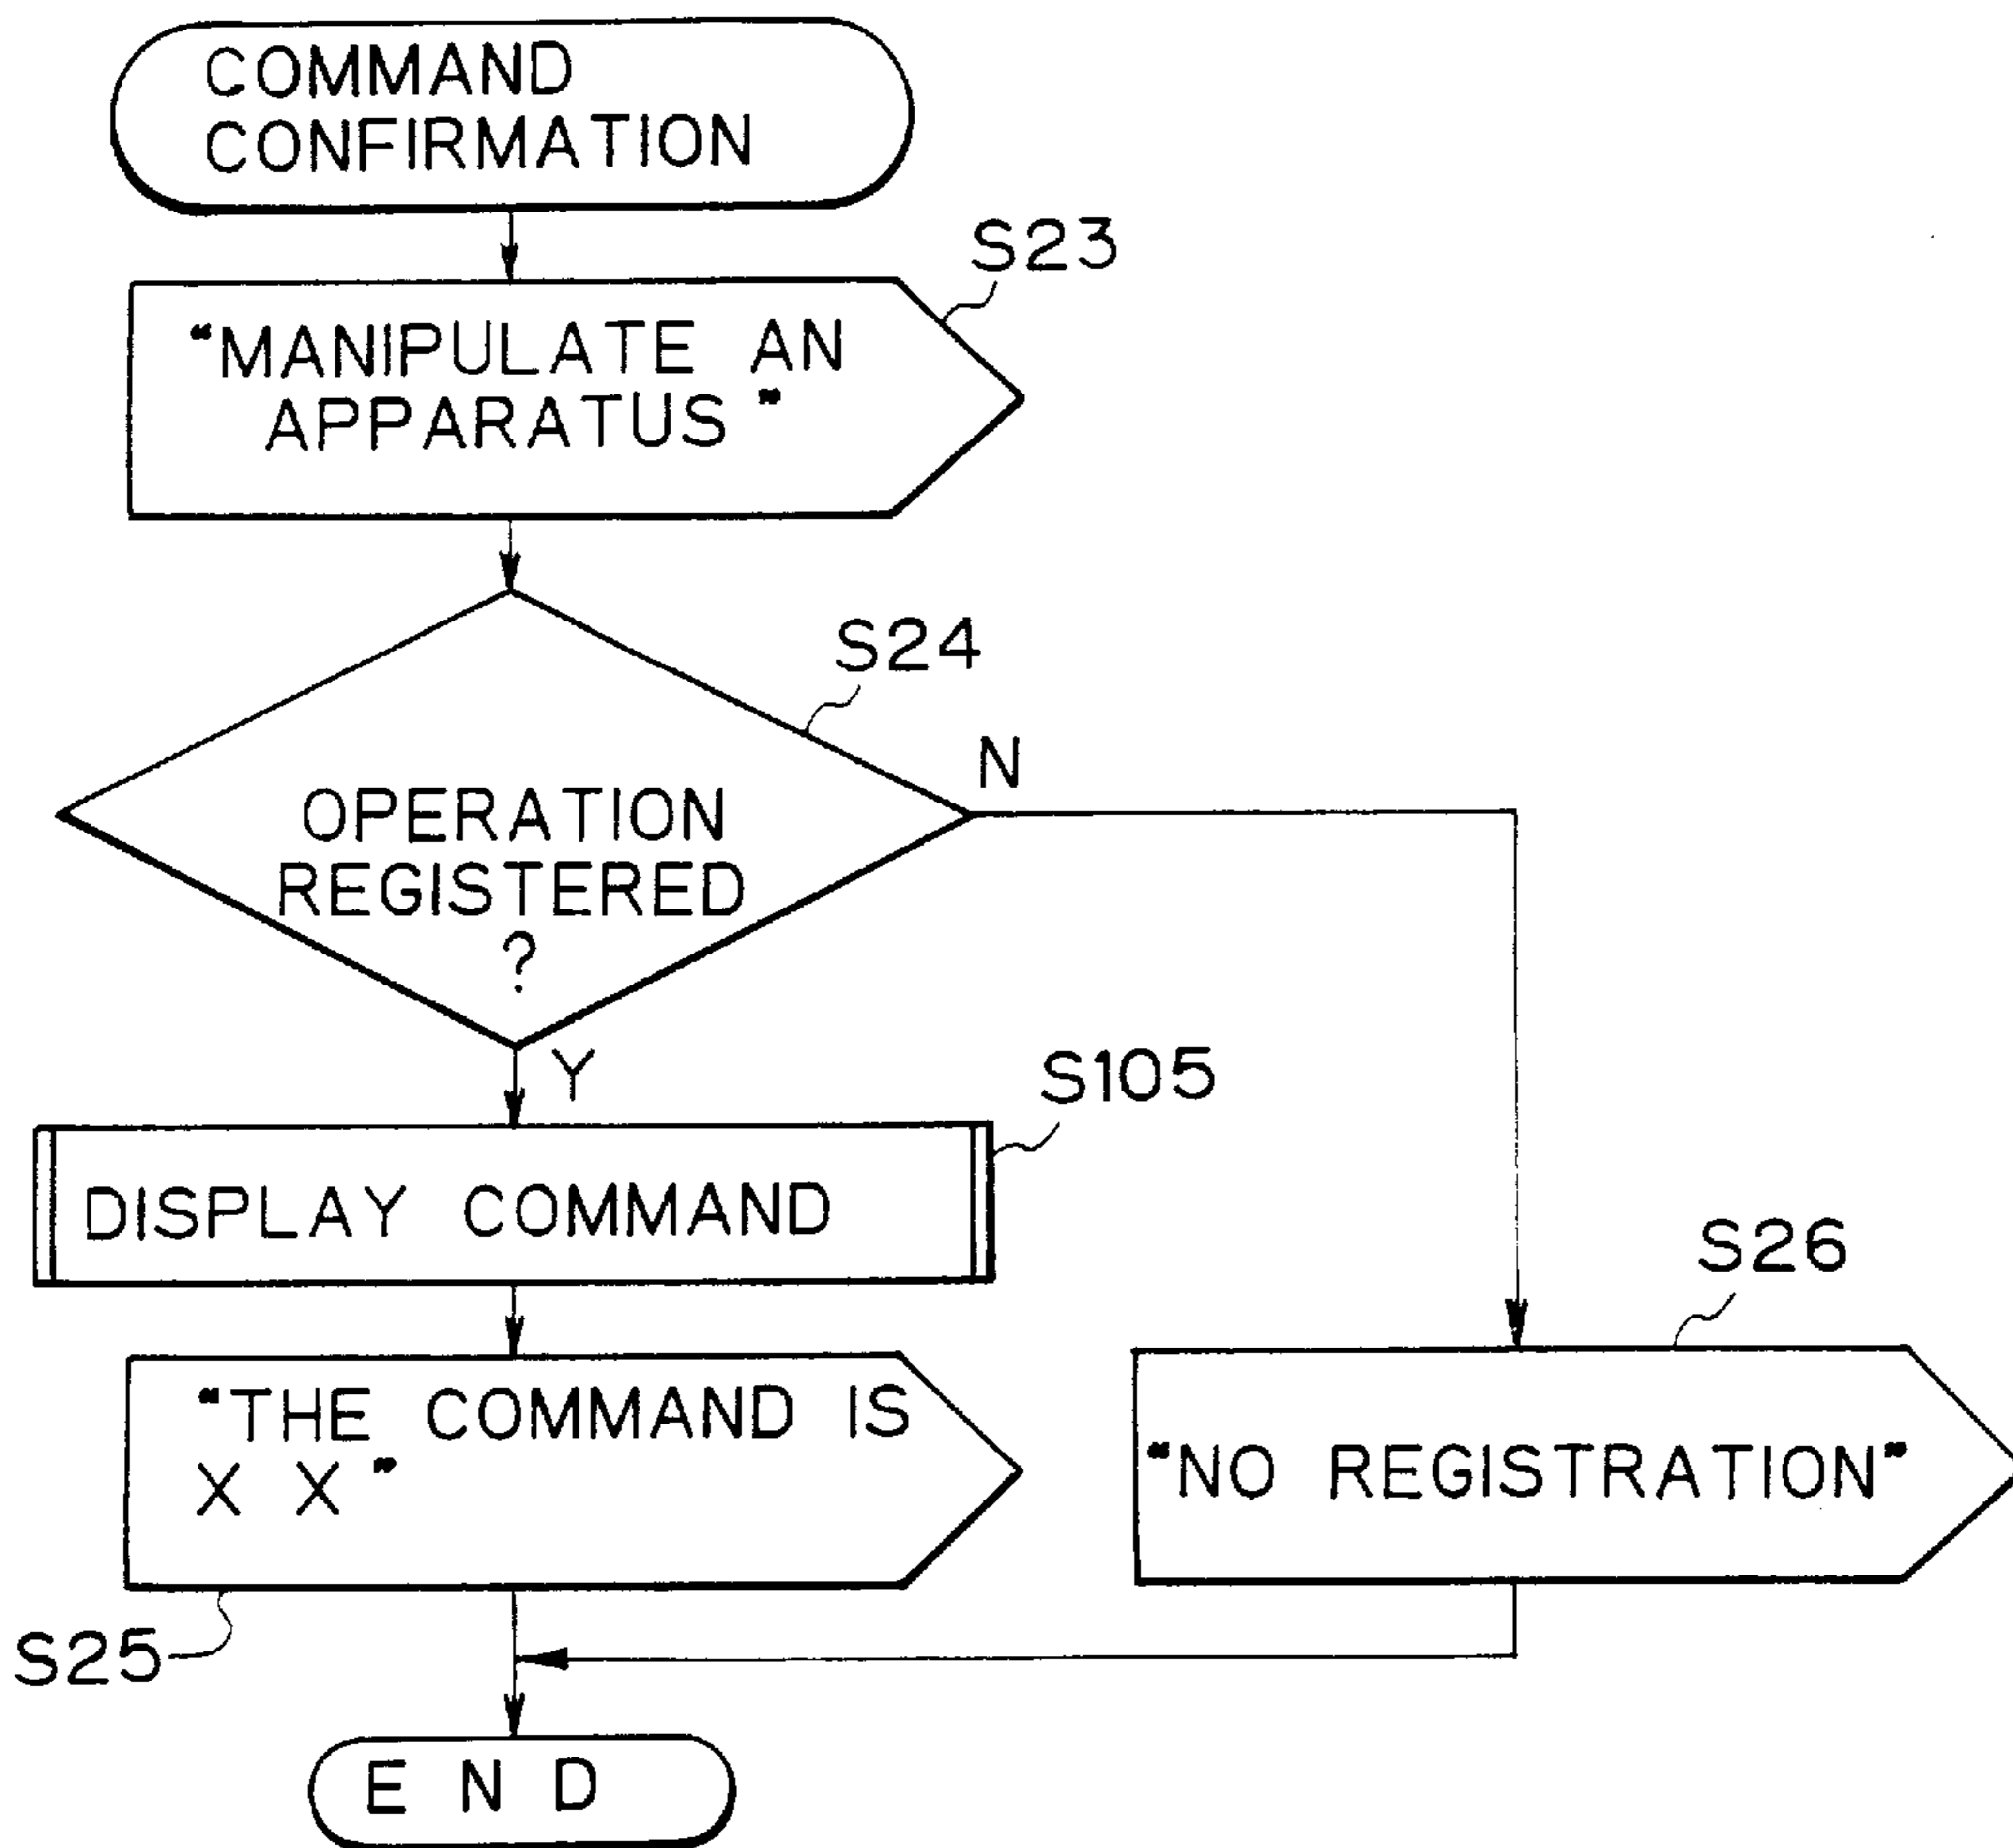 COMMAND
CONFIRMATION
S23
"MANIPULATE AN
APPARATUS"
S24
N
OPERATION
REGISTERED
?
Y
S105
DISPLAY COMMAND
S26
"THE COMMAND IS
X X"
"NO REGISTRATION"
S25
E N D